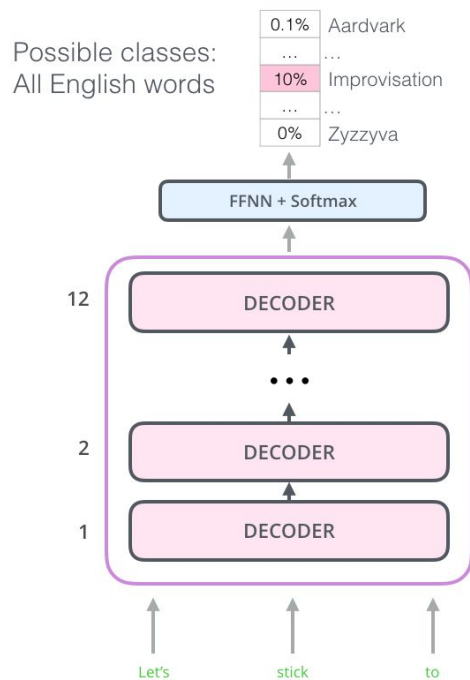 Possible classes:
All English words
0.1% Aardvark
... ...
10% Improvisation
... ...
0% Zyzzyva
FFNN + Softmax
12 DECODER
...
2 DECODER
1 DECODER
Let's stick to